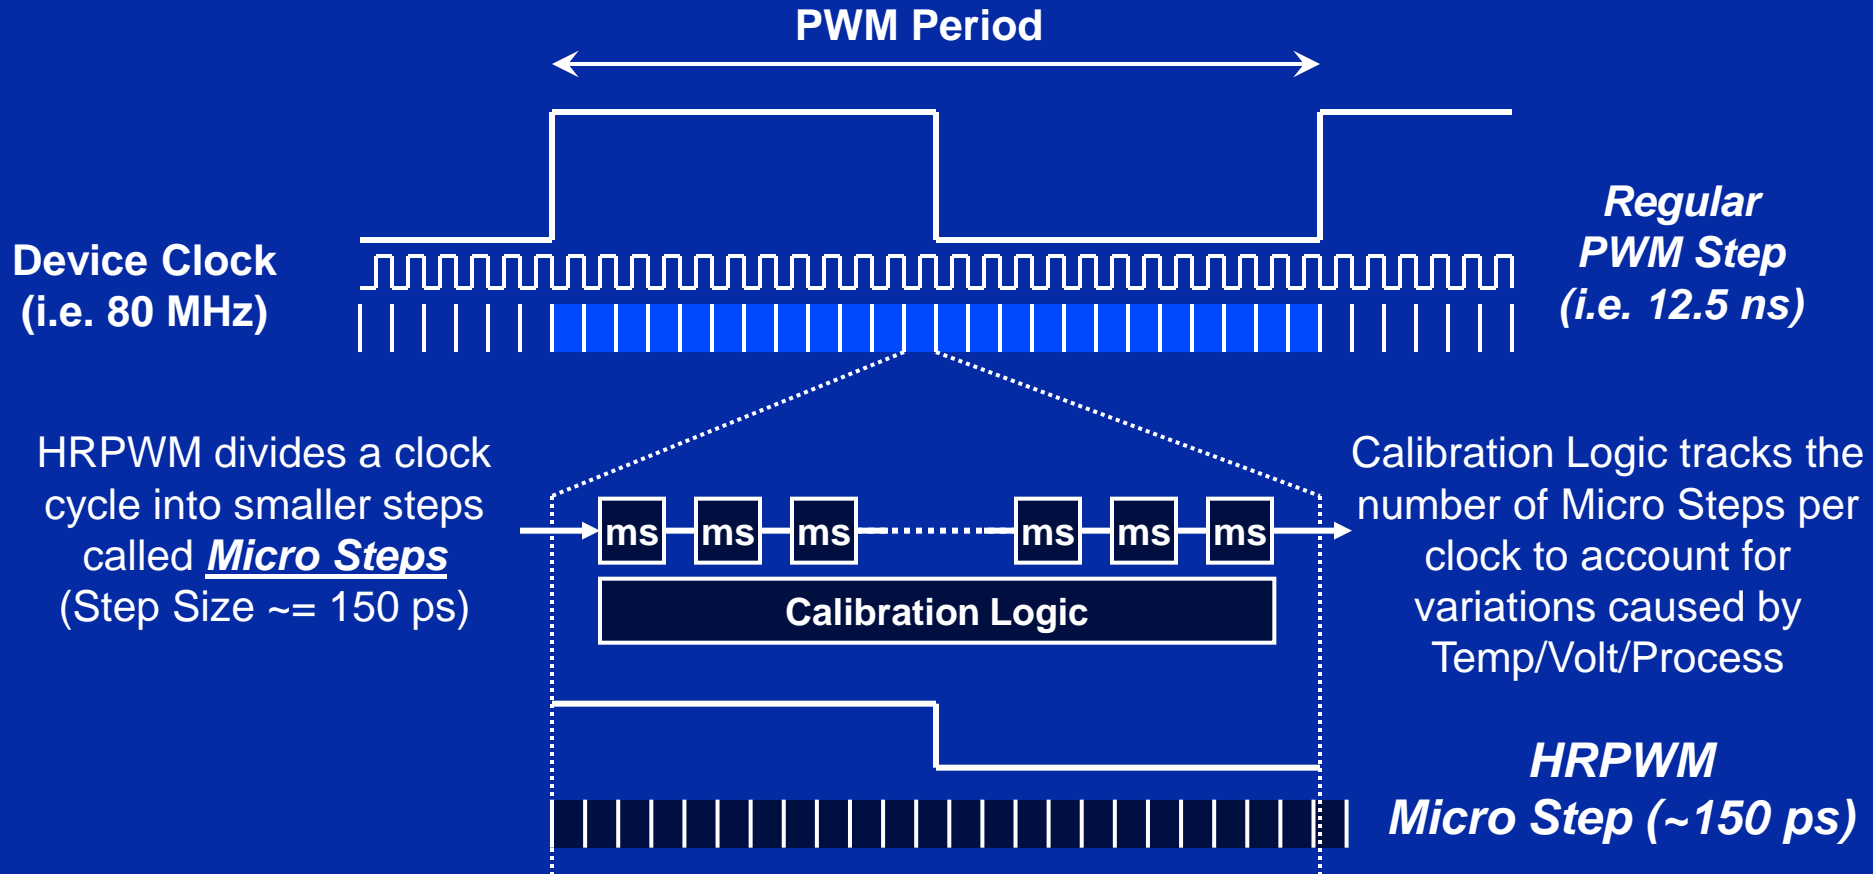 PWM Period
Regular
PWM Step
(i.e. 12.5 ns)
Device Clock
(i.e. 80 MHz)
HRPWM divides a clock
cycle into smaller steps
called Micro Steps
(Step Size ~= 150 ps)
ms ms ms ms ms ms
Calibration Logic
Calibration Logic tracks the
number of Micro Steps per
clock to account for
variations caused by
Temp/Volt/Process
HRPWM
Micro Step (~150 ps)